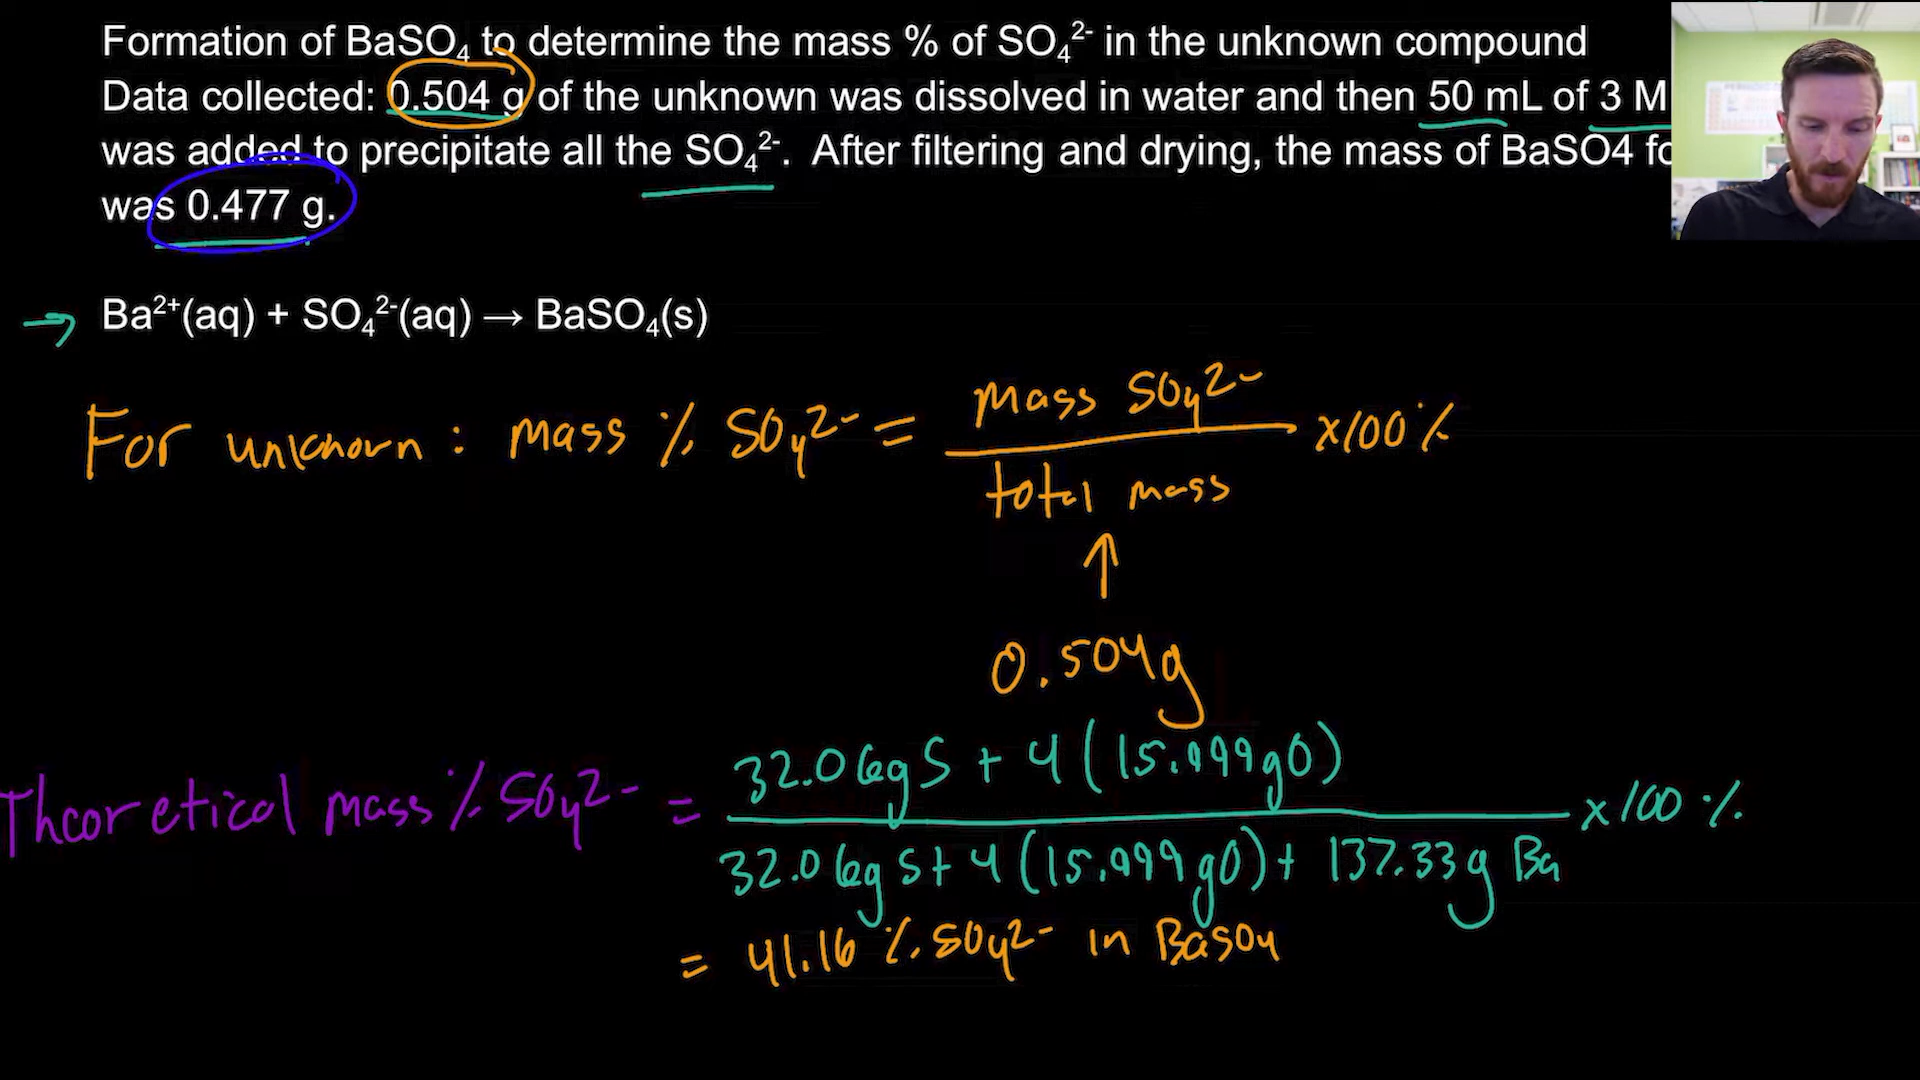 Formation of BaSO₄ to determine the mass % of SO₄²⁻ in the unknown compound
Data collected: 0.504 g of the unknown was dissolved in water and then 50 mL of 3 M
was added to precipitate all the SO₄²⁻. After filtering and drying, the mass of BaSO4 fo
was 0.477 g.
→ Ba²⁺(aq) + SO₄²⁻(aq) → BaSO₄(s)
mass SO₄²⁻
For unknown: mass % SO₄²⁻ = x100%
total mass
↑
0.504g
32.06g S + 4(15.999gO)
Theoretical mass % SO₄²⁻ = x100%
32.06g S + 4(15.999gO) + 137.33g Ba
= 41.16% SO₄²⁻ in BaSO₄